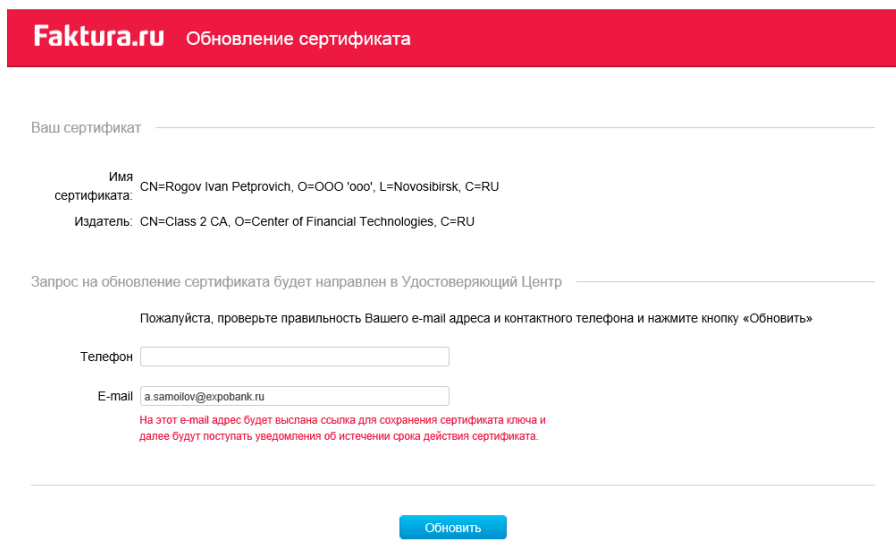 Faktura.ru Обновление сертификата
Ваш сертификат
Имя
сертификата: CN=Rogov Ivan Petprovich, O=ООО 'ооо', L=Novosibirsk, C=RU
Издатель: CN=Class 2 CA, O=Center of Financial Technologies, C=RU
Запрос на обновление сертификата будет направлен в Удостоверяющий Центр
Пожалуйста, проверьте правильность Вашего e-mail адреса и контактного телефона и нажмите кнопку «Обновить»
Телефон
E-mail a.samoilov@expobank.ru
На этот e-mail адрес будет выслана ссылка для сохранения сертификата ключа и
далее будут поступать уведомления об истечении срока действия сертификата.
Обновить